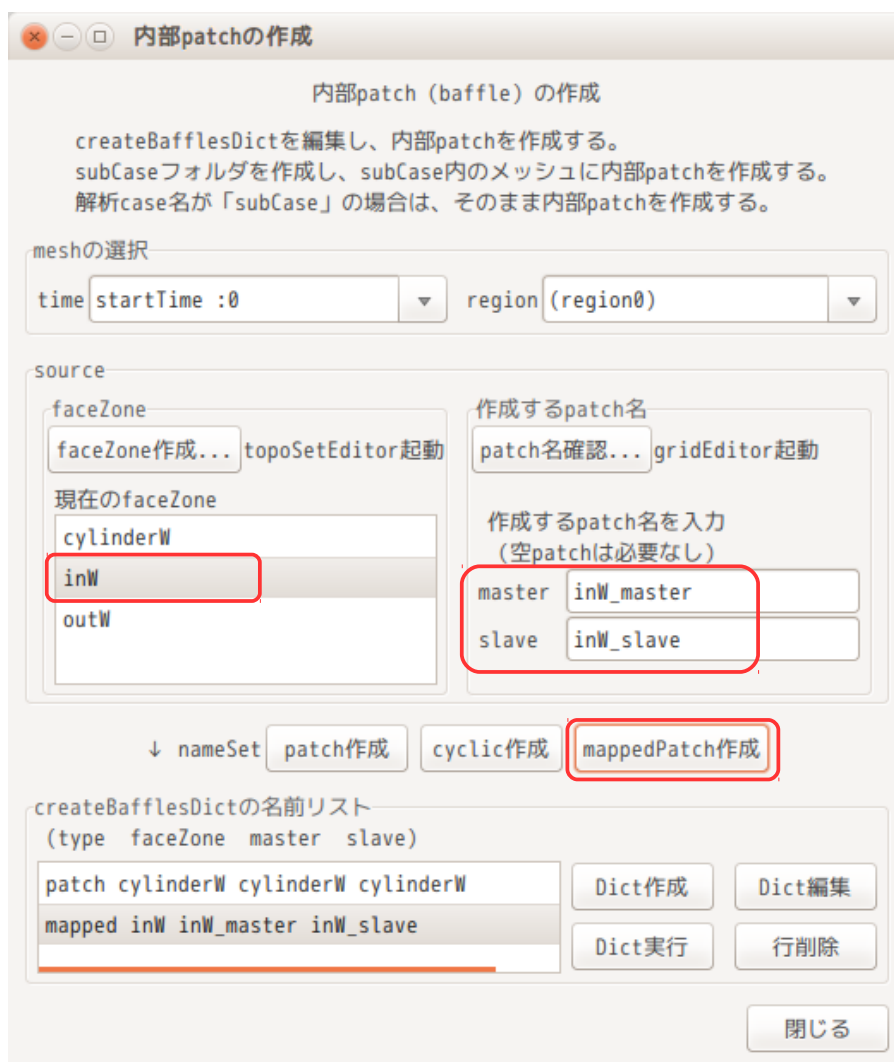 内部patchの作成
内部patch (baffle) の作成
createBafflesDictを編集し、内部patchを作成する。
subCaseフォルダを作成し、subCase内のメッシュに内部patchを作成する。
解析case名が「subCase」の場合は、そのまま内部patchを作成する。
meshの選択
time startTime :0 region (region0)
source
faceZone
faceZone作成... topoSetEditor起動
現在のfaceZone
cylinderW
inW
outW
作成するpatch名
patch名確認... gridEditor起動
作成するpatch名を入力
(空patchは必要なし)
master inW_master
slave inW_slave
↓ nameSet patch作成 cyclic作成 mappedPatch作成
createBafflesDictの名前リスト
(type faceZone master slave)
patch cylinderW cylinderW cylinderW
mapped inW inW_master inW_slave
Dict作成 Dict編集
Dict実行 行削除
閉じる